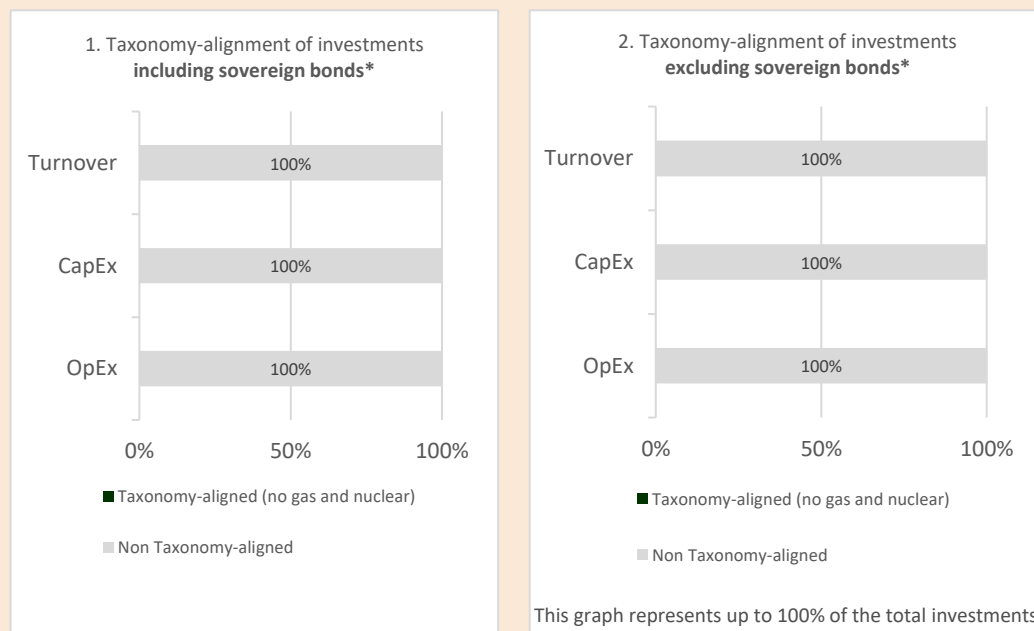 1. Taxonomy-alignment of investments
including sovereign bonds*
Turnover
100%
CapEx
100%
OpEx
100%
0%
50%
100%
Taxonomy-aligned (no gas and nuclear)
Non Taxonomy-aligned
2. Taxonomy-alignment of investments
excluding sovereign bonds*
Turnover
100%
CapEx
100%
OpEx
100%
0%
50%
100%
Taxonomy-aligned (no gas and nuclear)
Non Taxonomy-aligned
This graph represents up to 100% of the total investments